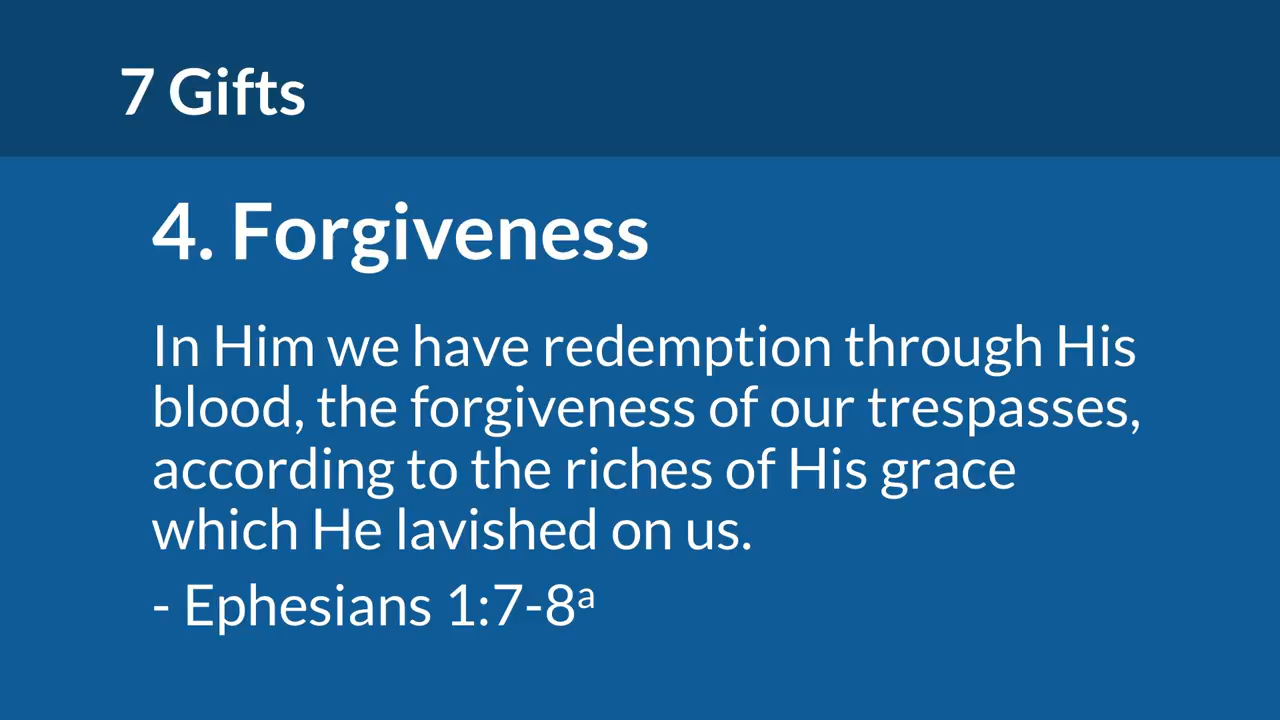 7 Gifts
4. Forgiveness
In Him we have redemption through His
blood, the forgiveness of our trespasses,
according to the riches of His grace
which He lavished on us.
- Ephesians 1:7-8ª